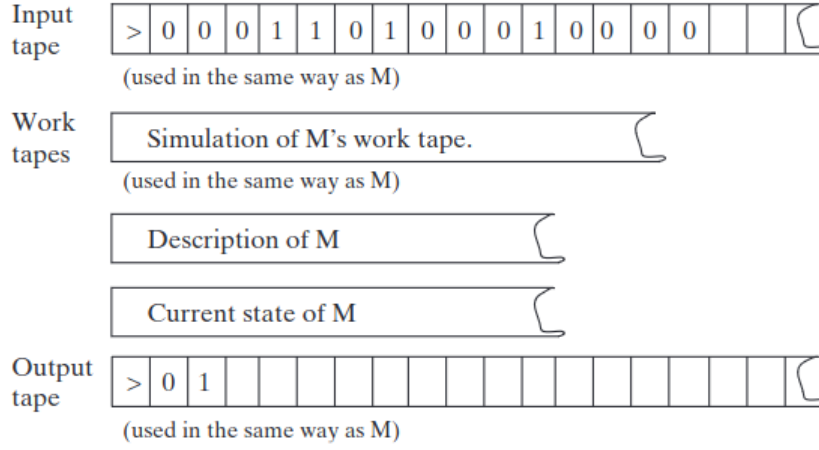 Input tape
> 0 0 0 1 1 0 1 0 0 0 1 0 0 0 0
(used in the same way as M)
Work tapes
Simulation of M's work tape.
(used in the same way as M)
Description of M
Current state of M
Output tape
> 0 1
(used in the same way as M)